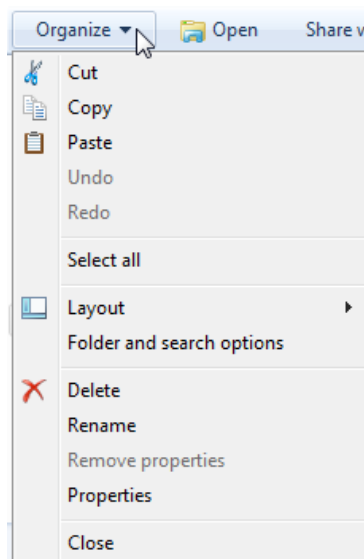 Organize Open Share w
Cut
Copy
Paste
Undo
Redo
Select all
Layout
Folder and search options
Delete
Rename
Remove properties
Properties
Close